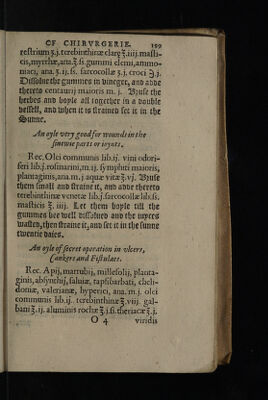 OF CHIRVRGERIE. 199
restrium ℥.j. terebinthinæ claræ ℥.iiij. masti-
cis, myrrhæ, ana ℥.ſs. gummi elemi, ammo-
niaci, ana ℥.ij.ſs. sarcocollæ ℥.j. croci ℈.j.
Dissolue the gummes in vineger, and adde
thereto centaurij maioris m.j. Bruse the
herbes and boyle all together in a double
vessell, and when it is strained set it in the
Sunne.
An oyle very good for wounds in the
sinewie parts or ioynts.
Rec. Olei communis lib.ij. vini odori-
feri lib.j. rosmarini, m.ij. symphiti maioris,
plantaginis, ana m.j. aquæ vitæ ℥.vj. Bruse
them small and straine it, and adde thereto
terebinthinæ venetæ lib.j. sarcocollæ lib.ſs.
masticis ℥.iiij. Let them boyle till the
gummes bee well dissolued and the iuyces
wasted, then straine it, and set it in the sunne
twentie daies.
An oyle of secret operation in vlcers,
Cankers and Fistulaes.
Rec. Apij, marrubij, millefolij, planta-
ginis, absynthij, saluiæ, tapsibarbati, cheli-
doniæ, valerianæ, hyperici, ana m.j. olei
communis lib.ij. terebinthinæ ℥.viij. gal-
bani ℥.ij. aluminis rochæ ℥.j.ſs. theriacæ ℥.j.
O 4 viridis